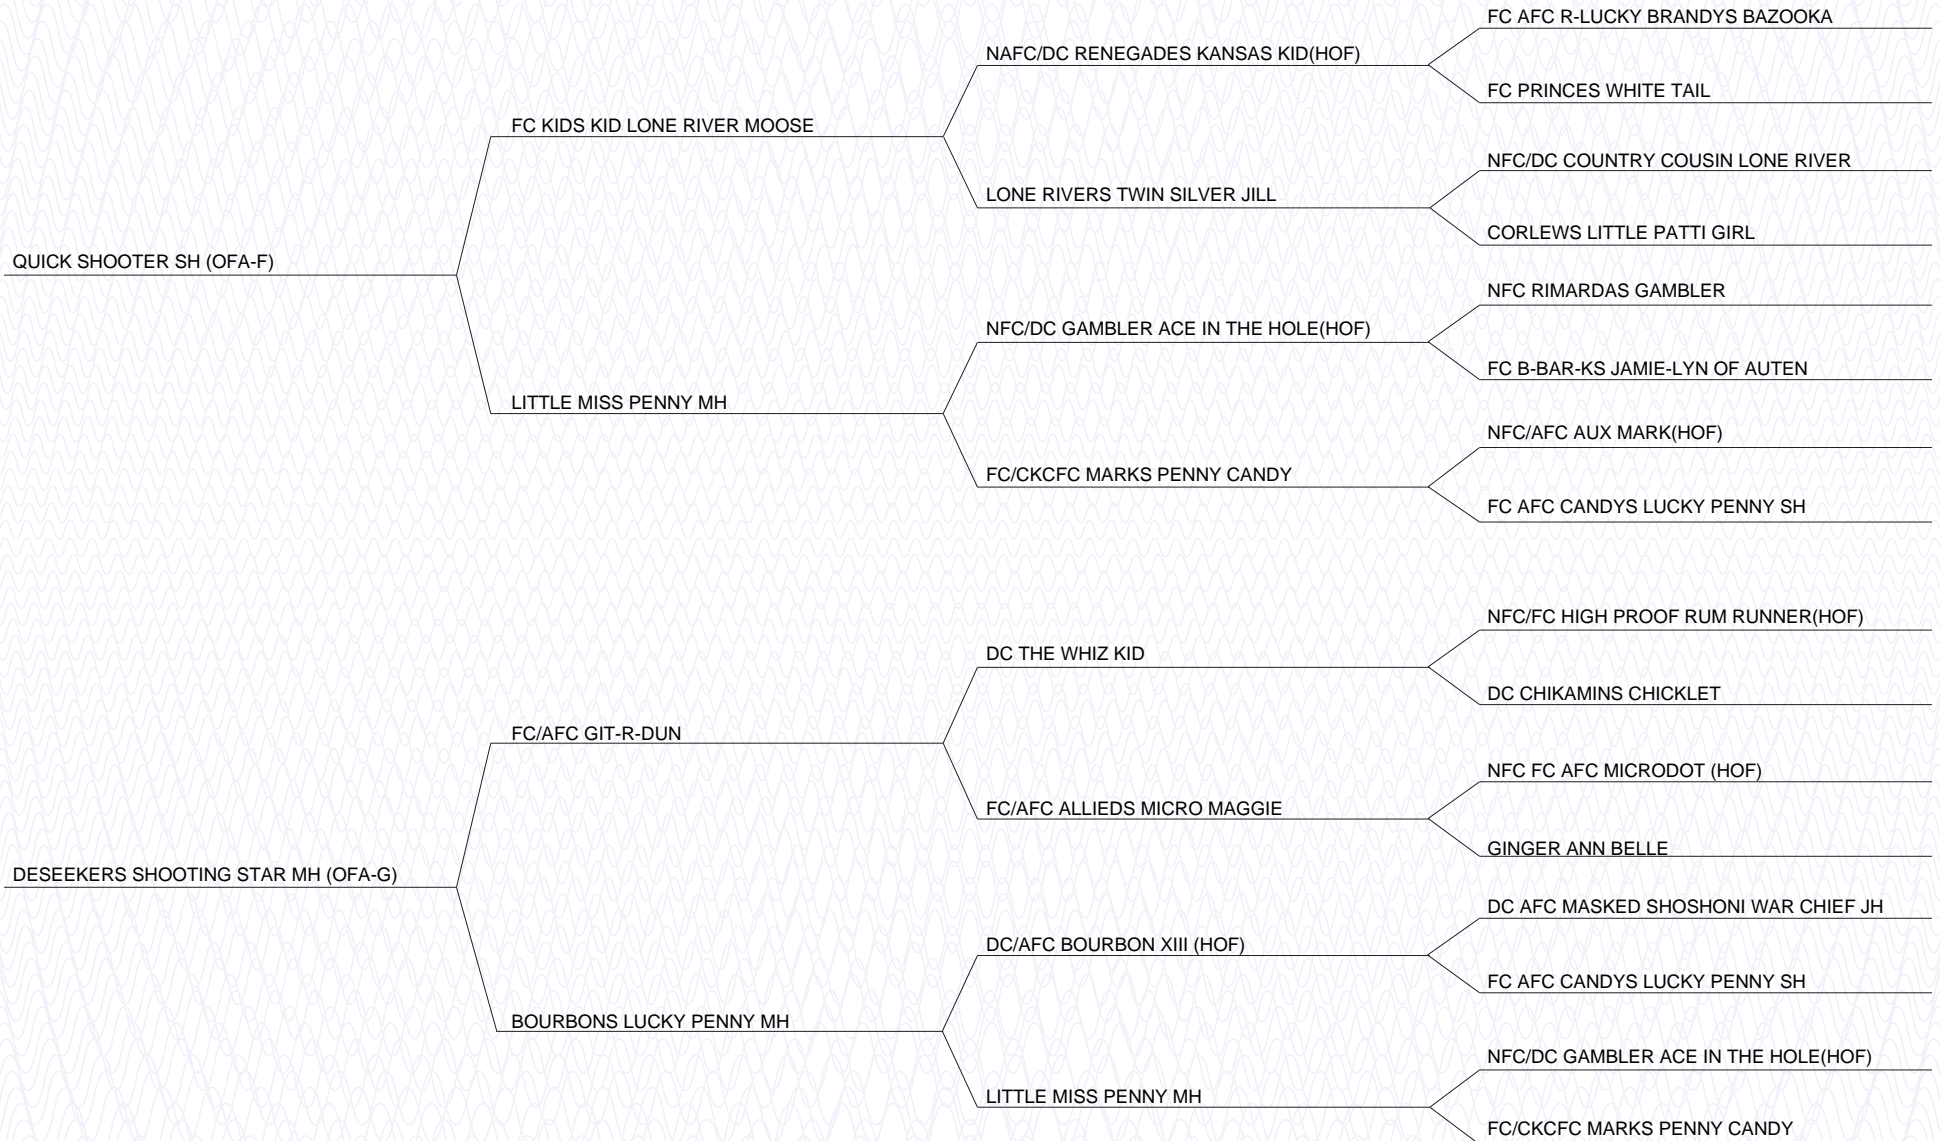 FC AFC R-LUCKY BRANDYS BAZOOKA
NAFC/DC RENEGADES KANSAS KID(HOF)
FC PRINCES WHITE TAIL
FC KIDS KID LONE RIVER MOOSE
NFC/DC COUNTRY COUSIN LONE RIVER
LONE RIVERS TWIN SILVER JILL
CORLEWS LITTLE PATTI GIRL
QUICK SHOOTER SH (OFA-F)
NFC RIMARDAS GAMBLER
NFC/DC GAMBLER ACE IN THE HOLE(HOF)
FC B-BAR-KS JAMIE-LYN OF AUTEN
LITTLE MISS PENNY MH
NFC/AFC AUX MARK(HOF)
FC/CKCFC MARKS PENNY CANDY
FC AFC CANDYS LUCKY PENNY SH
NFC/FC HIGH PROOF RUM RUNNER(HOF)
DC THE WHIZ KID
DC CHIKAMINS CHICKLET
FC/AFC GIT-R-DUN
NFC FC AFC MICRODOT (HOF)
FC/AFC ALLIEDS MICRO MAGGIE
GINGER ANN BELLE
DESEEKERS SHOOTING STAR MH (OFA-G)
DC AFC MASKED SHOSHONI WAR CHIEF JH
DC/AFC BOURBON XIII (HOF)
FC AFC CANDYS LUCKY PENNY SH
BOURBONS LUCKY PENNY MH
NFC/DC GAMBLER ACE IN THE HOLE(HOF)
LITTLE MISS PENNY MH
FC/CKCFC MARKS PENNY CANDY